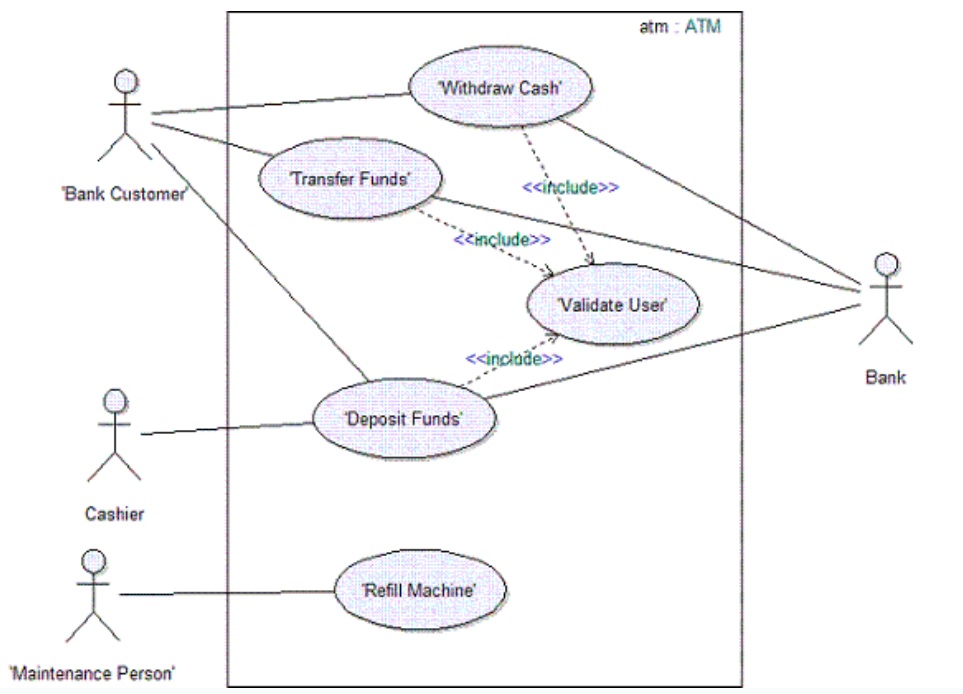 atm : ATM
'Withdraw Cash'
'Transfer Funds'
'Bank Customer'
<<include>>
<<include>>
'Validate User'
<<include>>
Bank
'Deposit Funds'
Cashier
'Refill Machine'
'Maintenance Person'